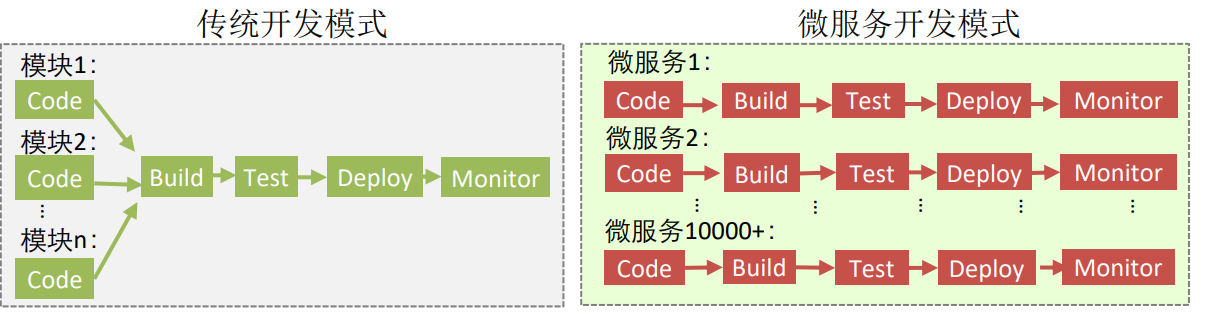 传统开发模式
模块1：
Code
模块2：
Code
⋮
模块n：
Code
Build Test Deploy Monitor
微服务开发模式
微服务1：
Code Build Test Deploy Monitor
微服务2：
Code Build Test Deploy Monitor
⋮ ⋮ ⋮ ⋮ ⋮
微服务10000+：
Code Build Test Deploy Monitor